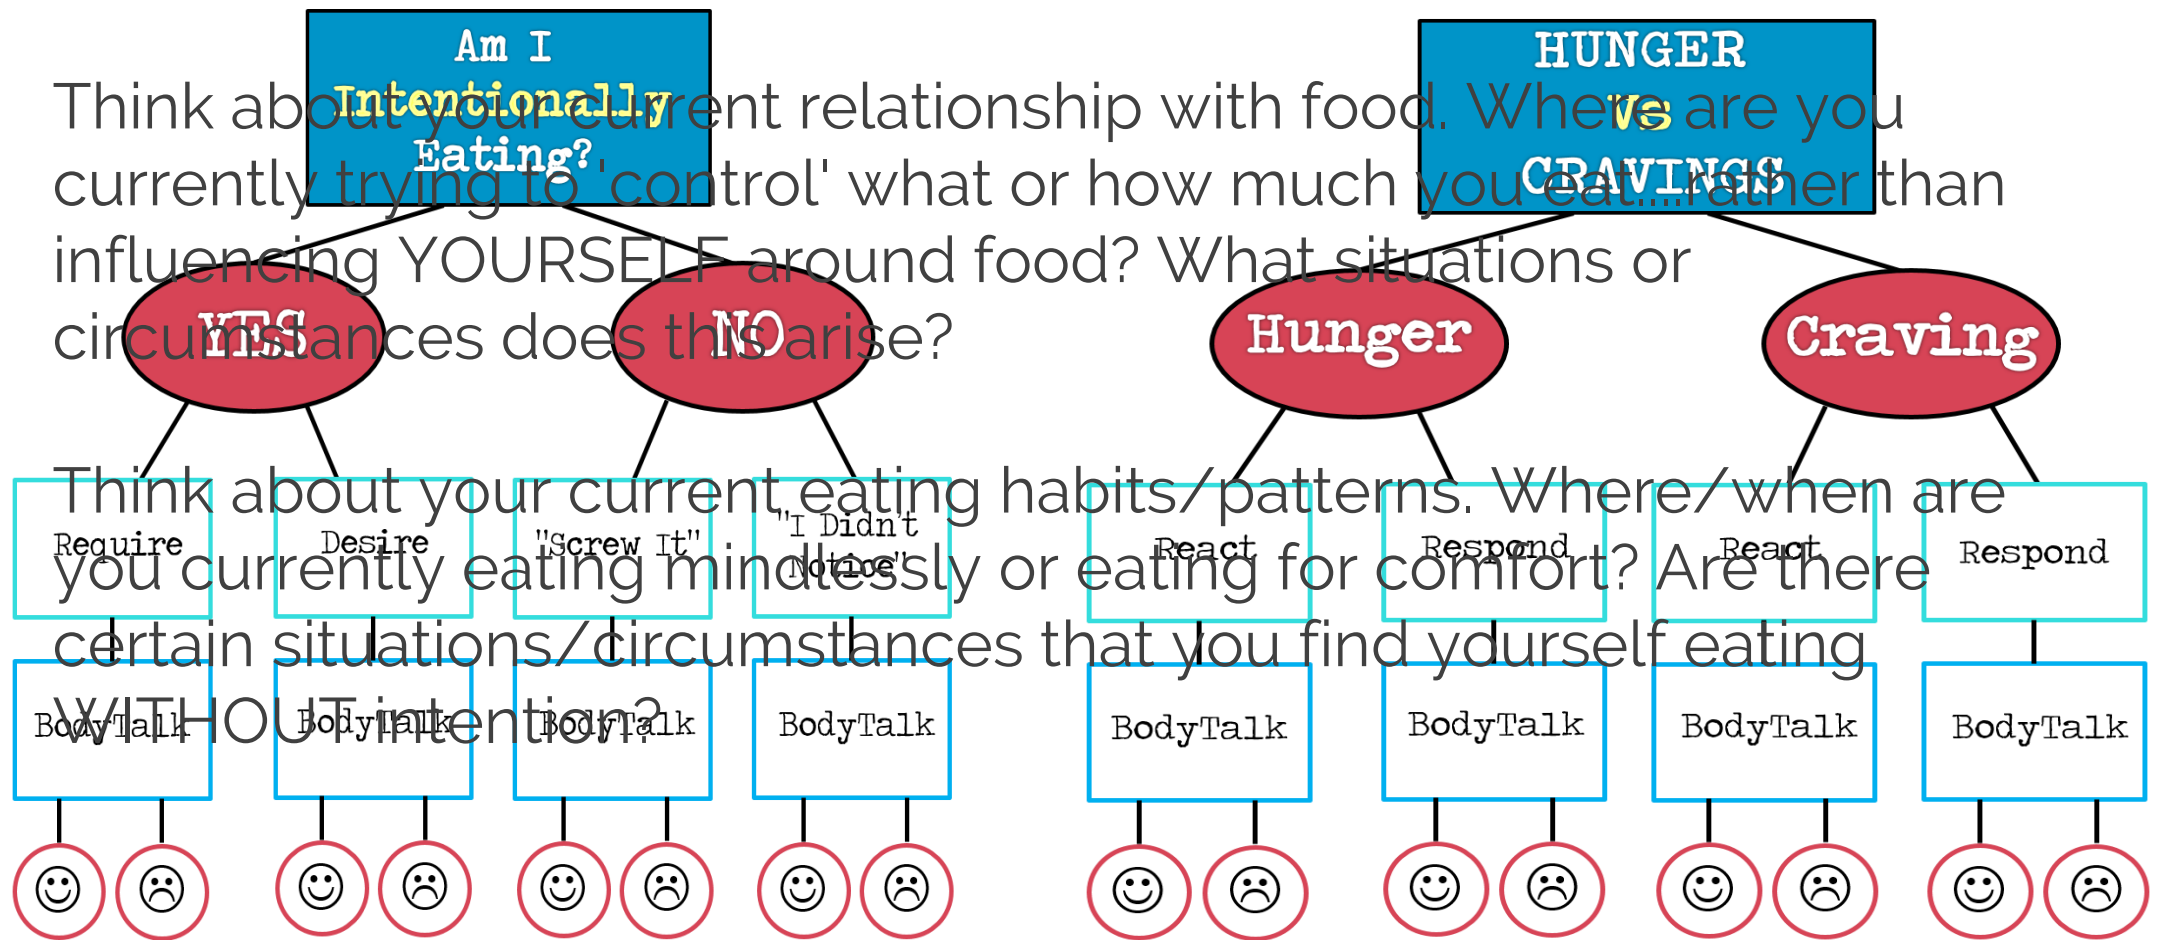 Am I
Intentionally
Eating?
HUNGER
Vs
CRAVINGS
Think about your current relationship with food. Where are you
currently trying to 'control' what or how much you eat....rather than
influencing YOURSELF around food? What situations or
circumstances does this arise?
YES
NO
Hunger
Craving
Think about your current eating habits/patterns. Where/when are
you currently eating mindlessly or eating for comfort? Are there
certain situations/circumstances that you find yourself eating
WITHOUT intention?
Require
Desire
"Screw It"
"I Didn't
Notice"
React
Respond
React
Respond
BodyTalk
BodyTalk
BodyTalk
BodyTalk
BodyTalk
BodyTalk
BodyTalk
BodyTalk